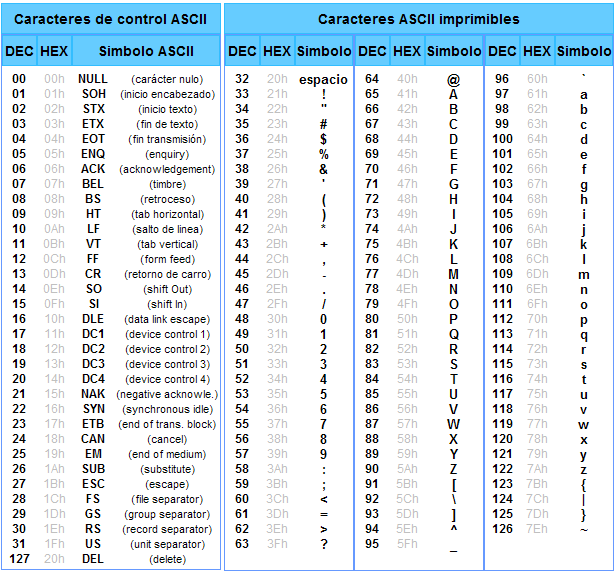 Caracteres de control ASCII
DEC HEX Simbolo ASCII
00 00h NULL (carácter nulo)
01 01h SOH (inicio encabezado)
02 02h STX (inicio texto)
03 03h ETX (fin de texto)
04 04h EOT (fin transmisión)
05 05h ENQ (enquiry)
06 06h ACK (acknowledgement)
07 07h BEL (timbre)
08 08h BS (retroceso)
09 09h HT (tab horizontal)
10 0Ah LF (salto de linea)
11 0Bh VT (tab vertical)
12 0Ch FF (form feed)
13 0Dh CR (retorno de carro)
14 0Eh SO (shift Out)
15 0Fh SI (shift In)
16 10h DLE (data link escape)
17 11h DC1 (device control 1)
18 12h DC2 (device control 2)
19 13h DC3 (device control 3)
20 14h DC4 (device control 4)
21 15h NAK (negative acknowle.)
22 16h SYN (synchronous idle)
23 17h ETB (end of trans. block)
24 18h CAN (cancel)
25 19h EM (end of medium)
26 1Ah SUB (substitute)
27 1Bh ESC (escape)
28 1Ch FS (file separator)
29 1Dh GS (group separator)
30 1Eh RS (record separator)
31 1Fh US (unit separator)
127 20h DEL (delete)
Caracteres ASCII imprimibles
DEC HEX Simbolo
32 20h espacio
33 21h !
34 22h "
35 23h #
36 24h $
37 25h %
38 26h &
39 27h '
40 28h (
41 29h )
42 2Ah *
43 2Bh +
44 2Ch ,
45 2Dh -
46 2Eh .
47 2Fh /
48 30h 0
49 31h 1
50 32h 2
51 33h 3
52 34h 4
53 35h 5
54 36h 6
55 37h 7
56 38h 8
57 39h 9
58 3Ah :
59 3Bh ;
60 3Ch <
61 3Dh =
62 3Eh >
63 3Fh ?
DEC HEX Simbolo
64 40h @
65 41h A
66 42h B
67 43h C
68 44h D
69 45h E
70 46h F
71 47h G
72 48h H
73 49h I
74 4Ah J
75 4Bh K
76 4Ch L
77 4Dh M
78 4Eh N
79 4Fh O
80 50h P
81 51h Q
82 52h R
83 53h S
84 54h T
85 55h U
86 56h V
87 57h W
88 58h X
89 59h Y
90 5Ah Z
91 5Bh [
92 5Ch \
93 5Dh ]
94 5Eh ^
95 5Fh _
DEC HEX Simbolo
96 60h `
97 61h a
98 62h b
99 63h c
100 64h d
101 65h e
102 66h f
103 67h g
104 68h h
105 69h i
106 6Ah j
107 6Bh k
108 6Ch l
109 6Dh m
110 6Eh n
111 6Fh o
112 70h p
113 71h q
114 72h r
115 73h s
116 74h t
117 75h u
118 76h v
119 77h w
120 78h x
121 79h y
122 7Ah z
123 7Bh {
124 7Ch |
125 7Dh }
126 7Eh ~